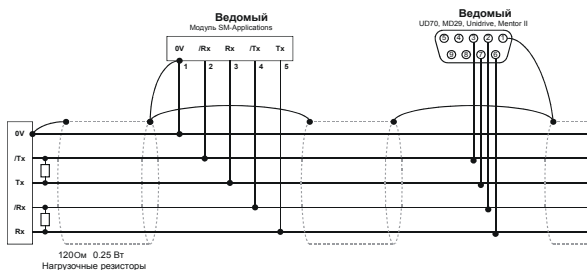 Ведомый
Модуль SM-Applications
0V /Rx Rx /Tx Tx
1 2 3 4 5
Ведомый
UD70, MD29, Unidrive, Mentor II
5 4 3 2 1
9 8 7 6
0V
/Tx
Tx
/Rx
Rx
120Ом 0.25 Вт
Нагрузочные резисторы